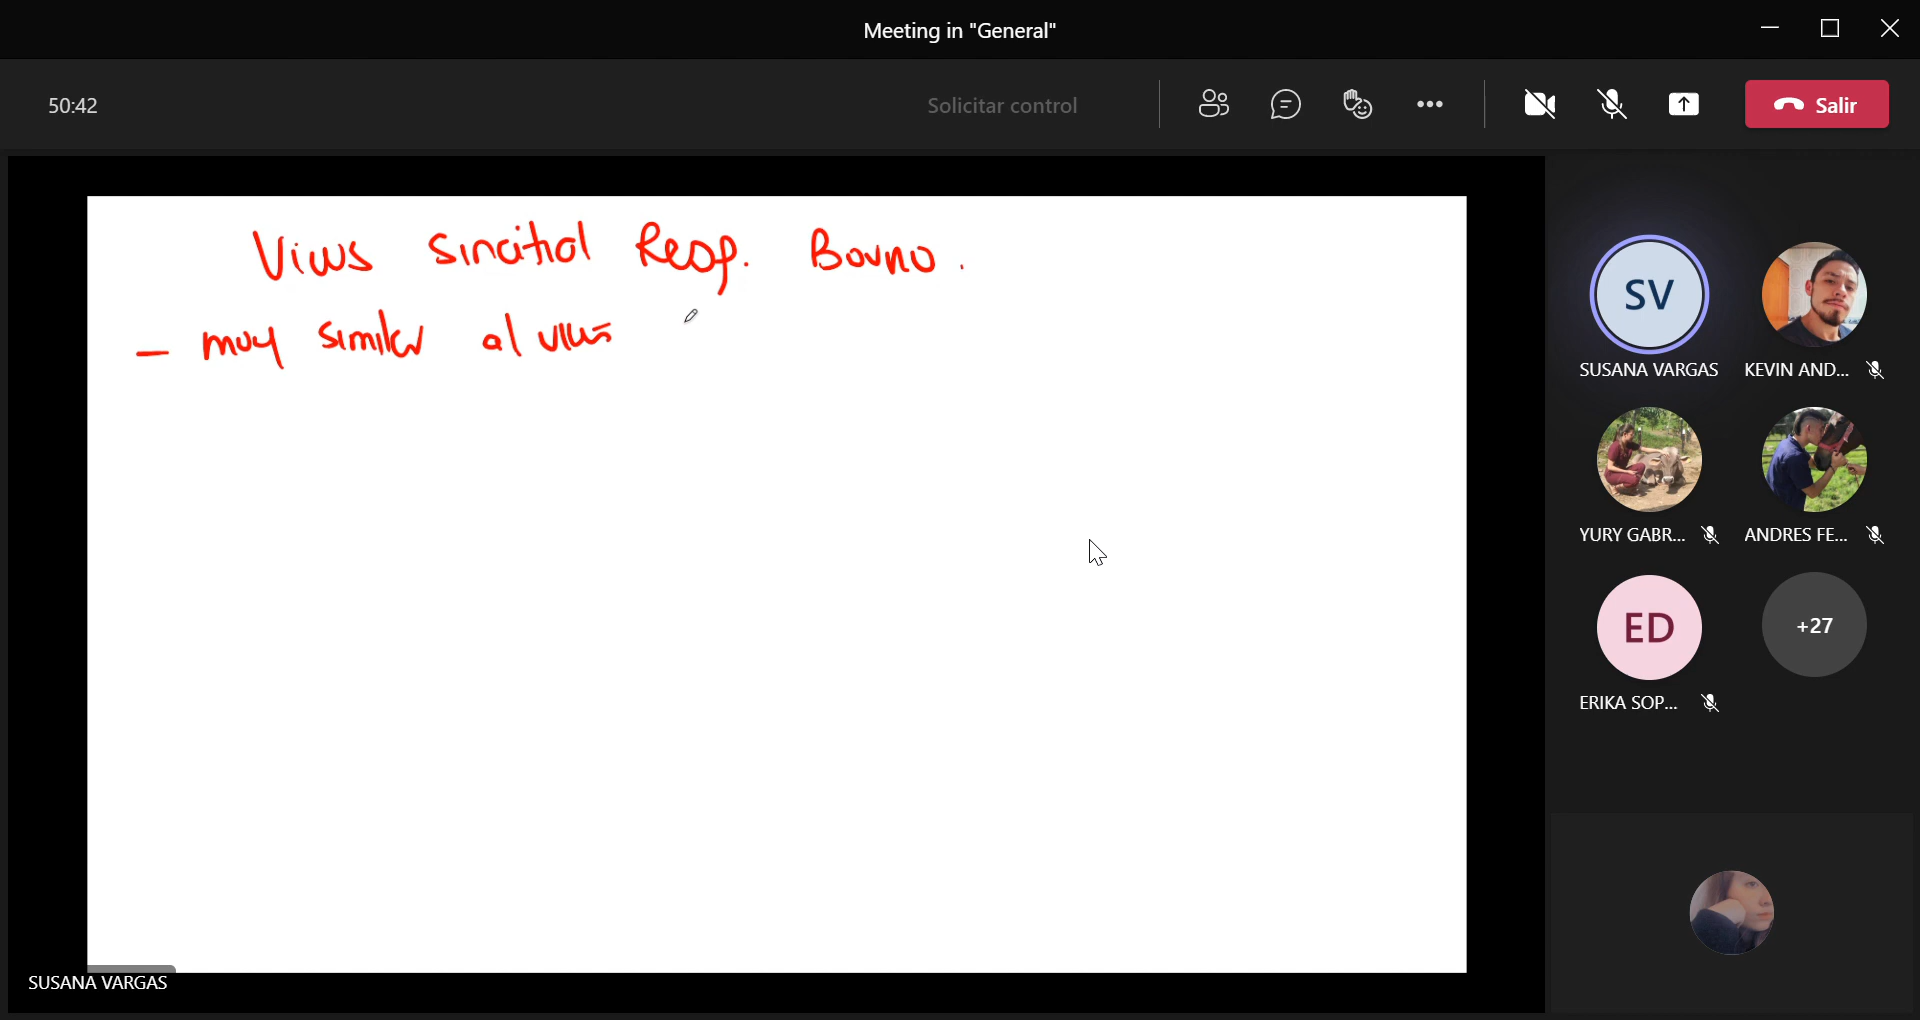 Meeting in "General"
50:42
Solicitar control
Salir
Virus Sincitial Resp. Bovino.
- muy similar al virus
SV
SUSANA VARGAS
KEVIN AND...
YURY GABR...
ANDRES FE...
ED
+27
ERIKA SOP...
SUSANA VARGAS